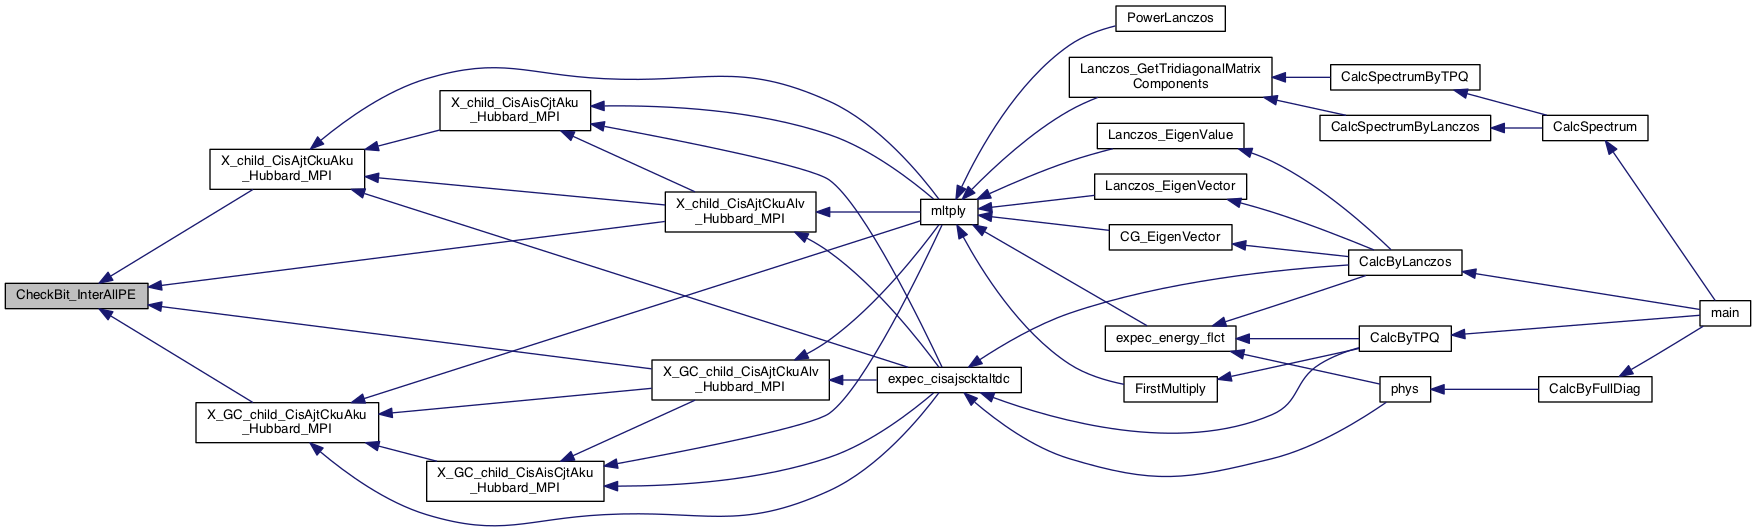 CheckBit_InterAllPE
X_child_CisAjtCkuAku
_Hubbard_MPI
X_GC_child_CisAjtCkuAku
_Hubbard_MPI
X_child_CisAisCjtAku
_Hubbard_MPI
X_GC_child_CisAisCjtAku
_Hubbard_MPI
X_child_CisAjtCkuAlv
_Hubbard_MPI
X_GC_child_CisAjtCkuAlv
_Hubbard_MPI
mltply
expec_cisajscktaltdc
PowerLanczos
Lanczos_GetTridiagonalMatrix
Components
Lanczos_EigenValue
Lanczos_EigenVector
CG_EigenVector
expec_energy_flct
FirstMultiply
CalcSpectrumByTPQ
CalcSpectrumByLanczos
CalcByLanczos
CalcByTPQ
phys
CalcSpectrum
CalcByFullDiag
main